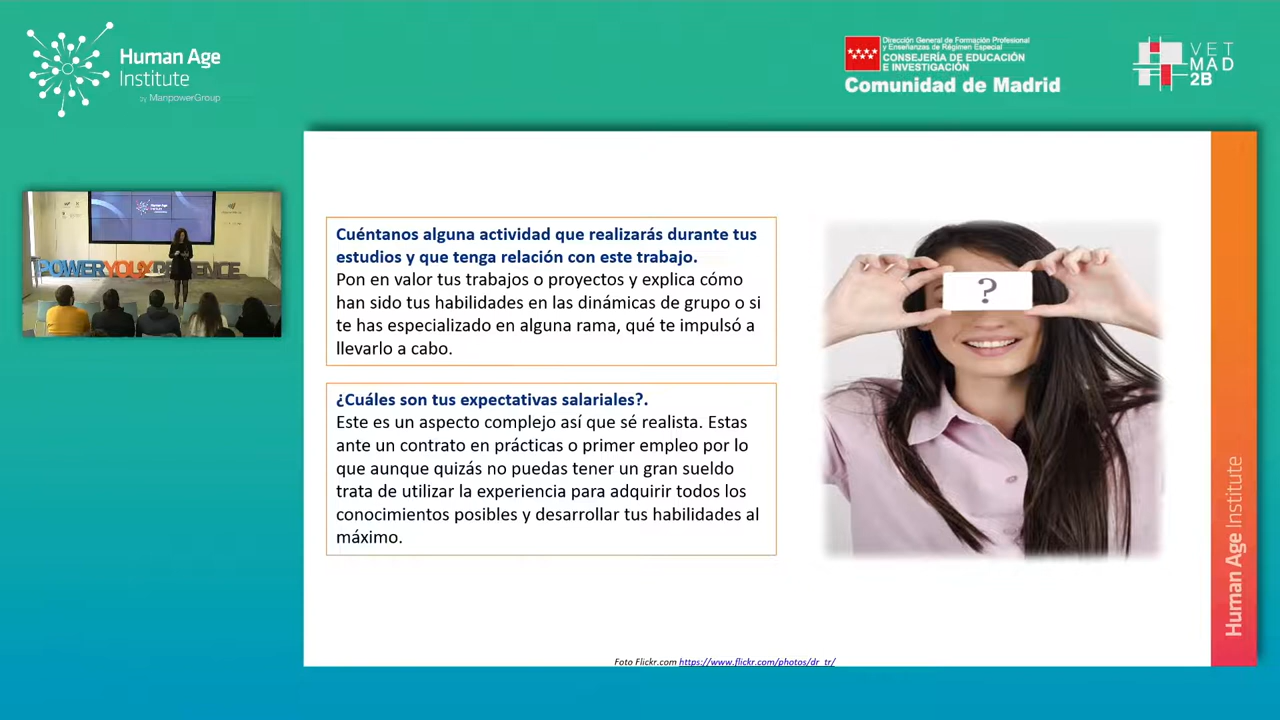 Human Age
Institute
by ManpowerGroup
Dirección General de Formación Profesional
y Enseñanzas de Régimen Especial
CONSEJERÍA DE EDUCACIÓN
E INVESTIGACIÓN
Comunidad de Madrid
VET
MAD
2B
Human Age
Institute
POWERYOUXPERIENCE
Cuéntanos alguna actividad que realizarás durante tus
estudios y que tenga relación con este trabajo.
Pon en valor tus trabajos o proyectos y explica cómo
han sido tus habilidades en las dinámicas de grupo o si
te has especializado en alguna rama, qué te impulsó a
llevarlo a cabo.
¿Cuáles son tus expectativas salariales?.
Este es un aspecto complejo así que sé realista. Estas
ante un contrato en prácticas o primer empleo por lo
que aunque quizás no puedas tener un gran sueldo
trata de utilizar la experiencia para adquirir todos los
conocimientos posibles y desarrollar tus habilidades al
máximo.
?
Human Age Institute
Foto Flickr.com https://www.flickr.com/photos/dr_tr/